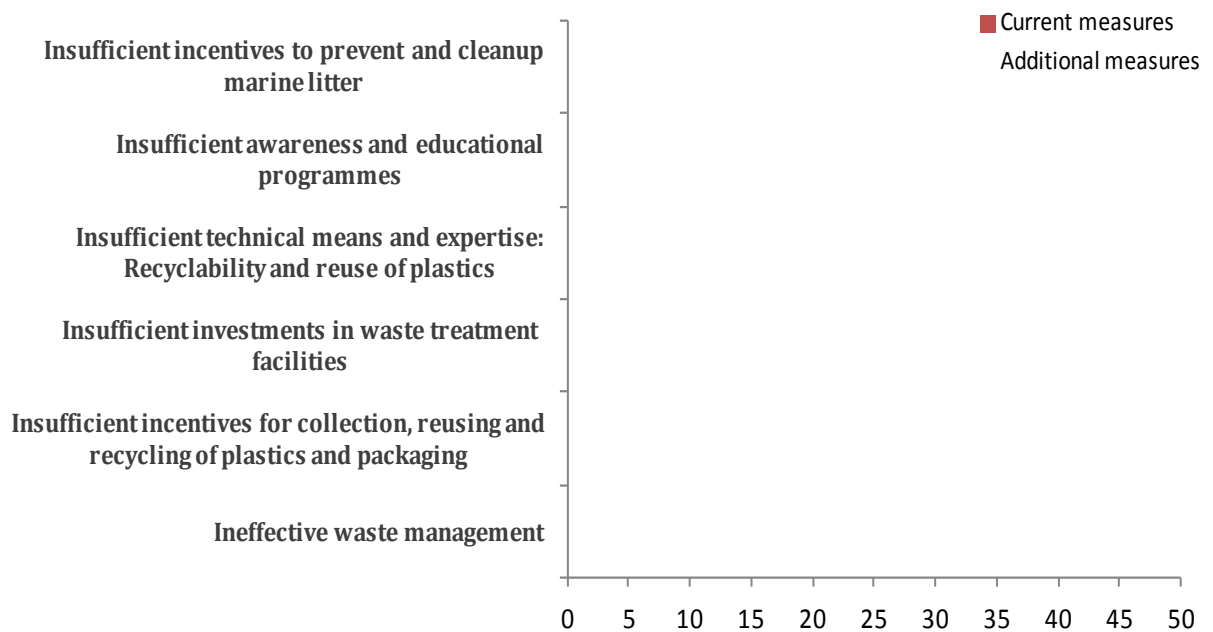 Current measures
Additional measures
Insufficient incentives to prevent and cleanup
marine litter
Insufficient awareness and educational
programmes
Insufficient technical means and expertise:
Recyclability and reuse of plastics
Insufficient investments in waste treatment
facilities
Insufficient incentives for collection, reusing and
recycling of plastics and packaging
Ineffective waste management
0 5 10 15 20 25 30 35 40 45 50